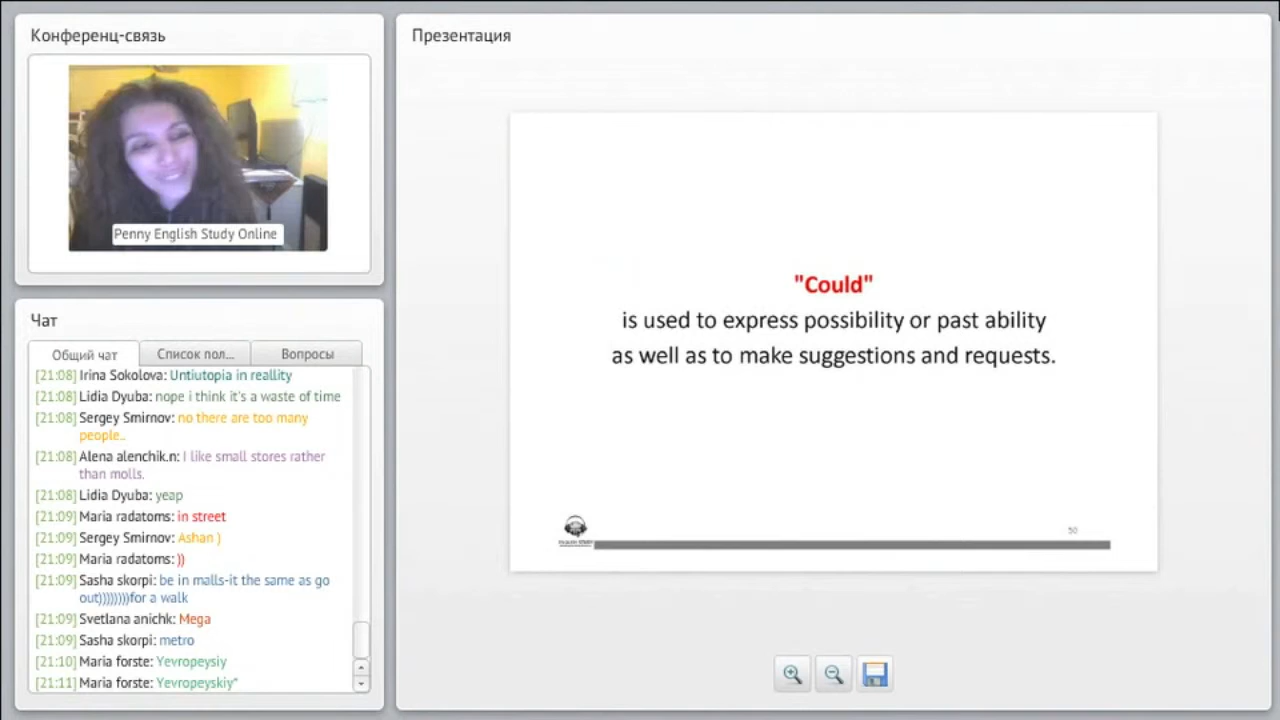 Конференц-связь
Penny English Study Online
Чат
Общий чат
Список пол...
Вопросы
[21:08] Irina Sokolova: Untiutopia in reallity
[21:08] Lidia Dyuba: nope i think it's a waste of time
[21:08] Sergey Smirnov: no there are too many
people..
[21:08] Alena alenchik.n: I like small stores rather
than molls.
[21:08] Lidia Dyuba: yeap
[21:09] Maria radatoms: in street
[21:09] Sergey Smirnov: Ashan )
[21:09] Maria radatoms: ))
[21:09] Sasha skorpi: be in malls-it the same as go
out))))))))for a walk
[21:09] Svetlana anichk: Mega
[21:09] Sasha skorpi: metro
[21:10] Maria forste: Yevropeysiy
[21:11] Maria forste: Yevropeyskiy*
Презентация
"Could"
is used to express possibility or past ability
as well as to make suggestions and requests.
50